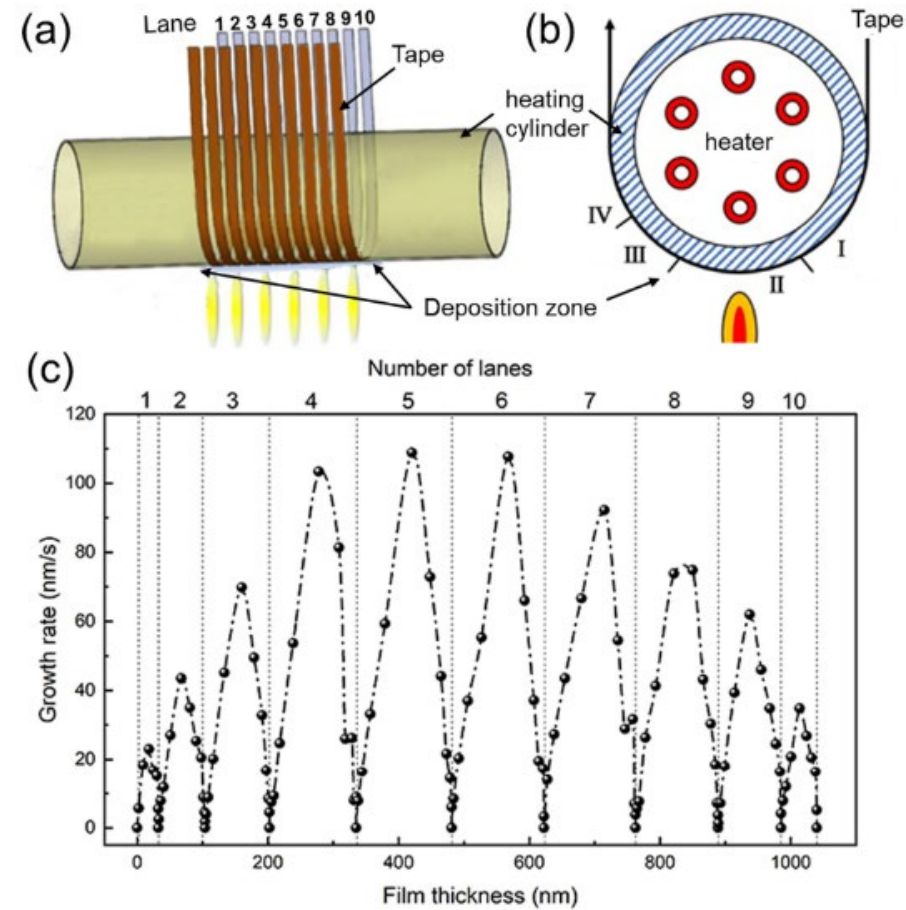 (a)
Lane 1 2 3 4 5 6 7 8 9 10
Tape
heating
cylinder
Deposition zone
(b)
Tape
heater
IV
III
II
I
(c)
Number of lanes
1 2 3 4 5 6 7 8 9 10
Growth rate (nm/s)
120
100
80
60
40
20
0
0 200 400 600 800 1000
Film thickness (nm)